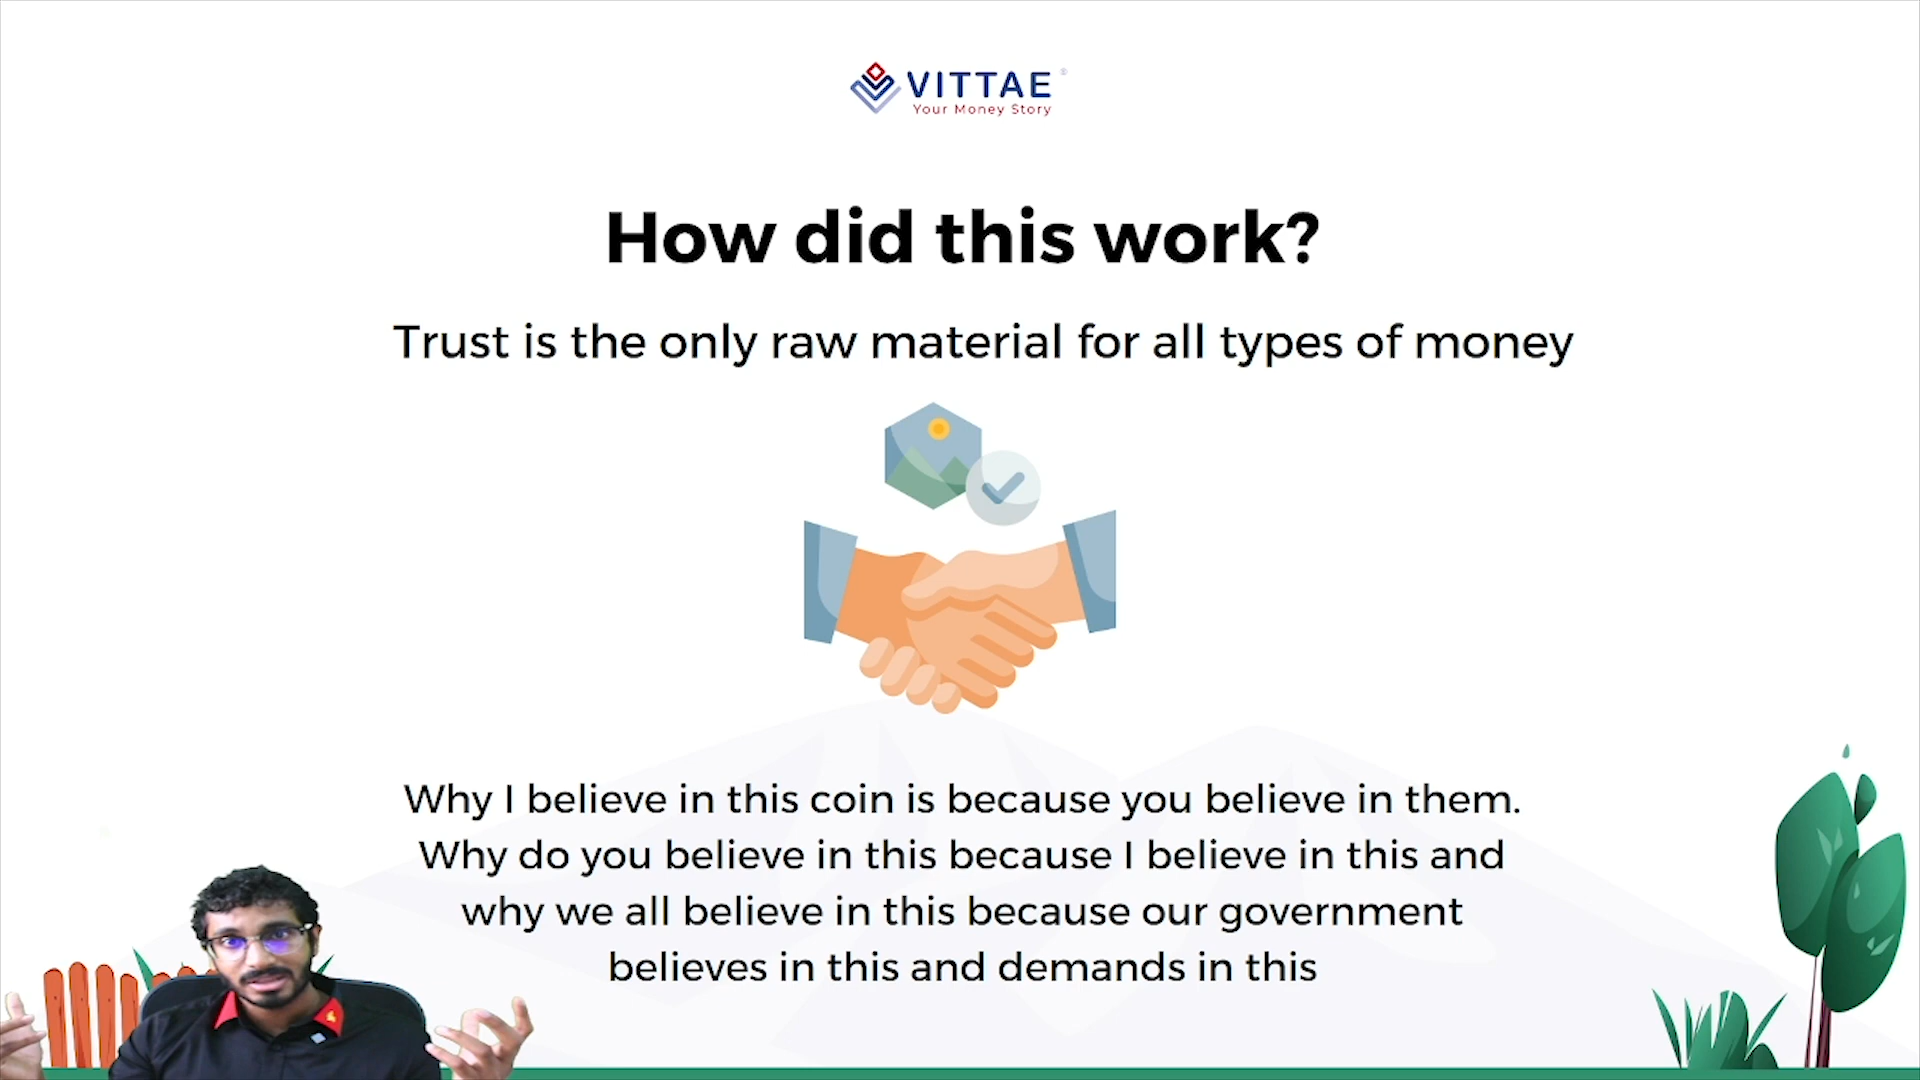 VITTAE
Your Money Story
How did this work?
Trust is the only raw material for all types of money
Why I believe in this coin is because you believe in them.
Why do you believe in this because I believe in this and
why we all believe in this because our government
believes in this and demands in this